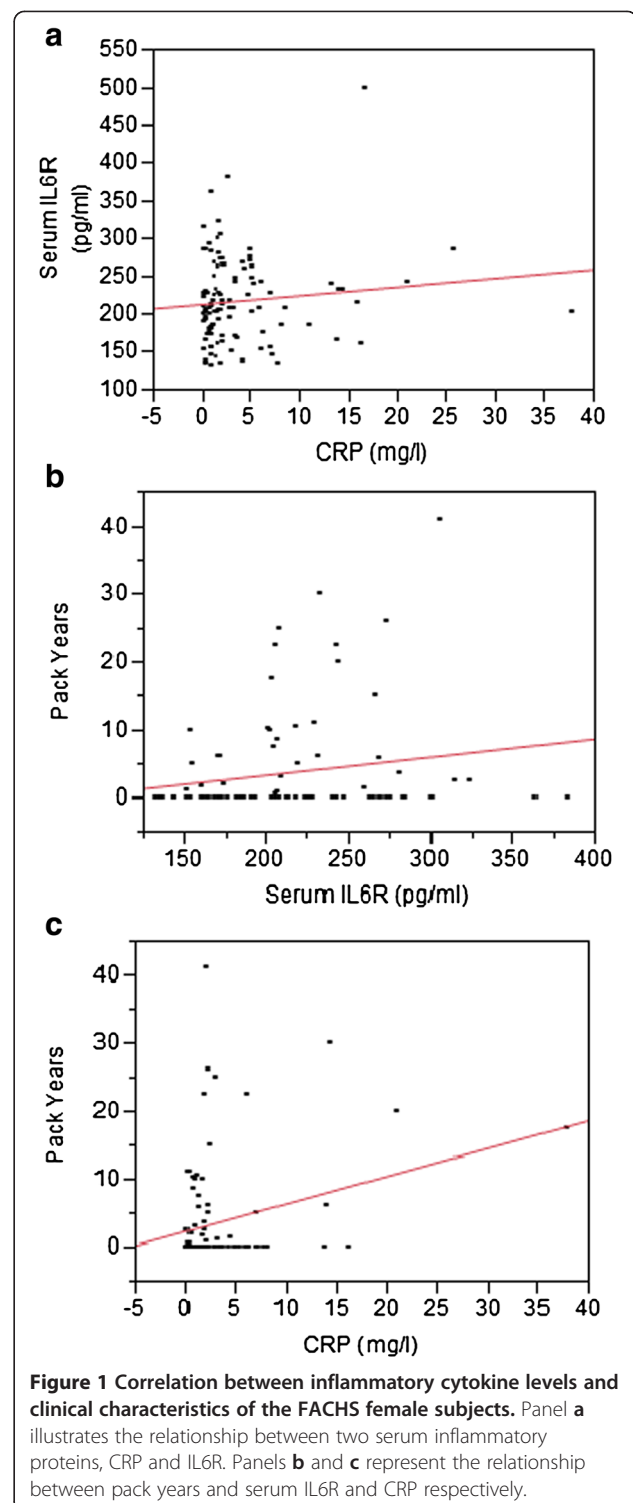 a
550
500
450
400
350
300
250
200
150
100
Serum IL6R
(pg/ml)
-5 0 5 10 15 20 25 30 35 40
CRP (mg/l)
b
40
30
20
10
0
Pack Years
150 200 250 300 350 400
Serum IL6R (pg/ml)
c
40
30
20
10
0
Pack Years
-5 0 5 10 15 20 25 30 35 40
CRP (mg/l)
Figure 1 Correlation between inflammatory cytokine levels and
clinical characteristics of the FACHS female subjects. Panel a
illustrates the relationship between two serum inflammatory
proteins, CRP and IL6R. Panels b and c represent the relationship
between pack years and serum IL6R and CRP respectively.